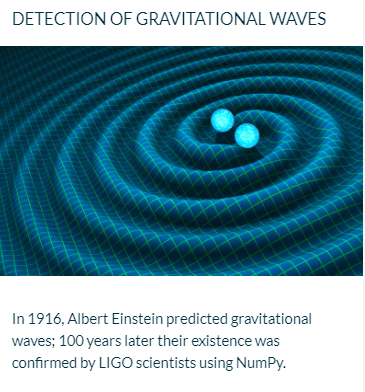 DETECTION OF GRAVITATIONAL WAVES
In 1916, Albert Einstein predicted gravitational
waves; 100 years later their existence was
confirmed by LIGO scientists using NumPy.